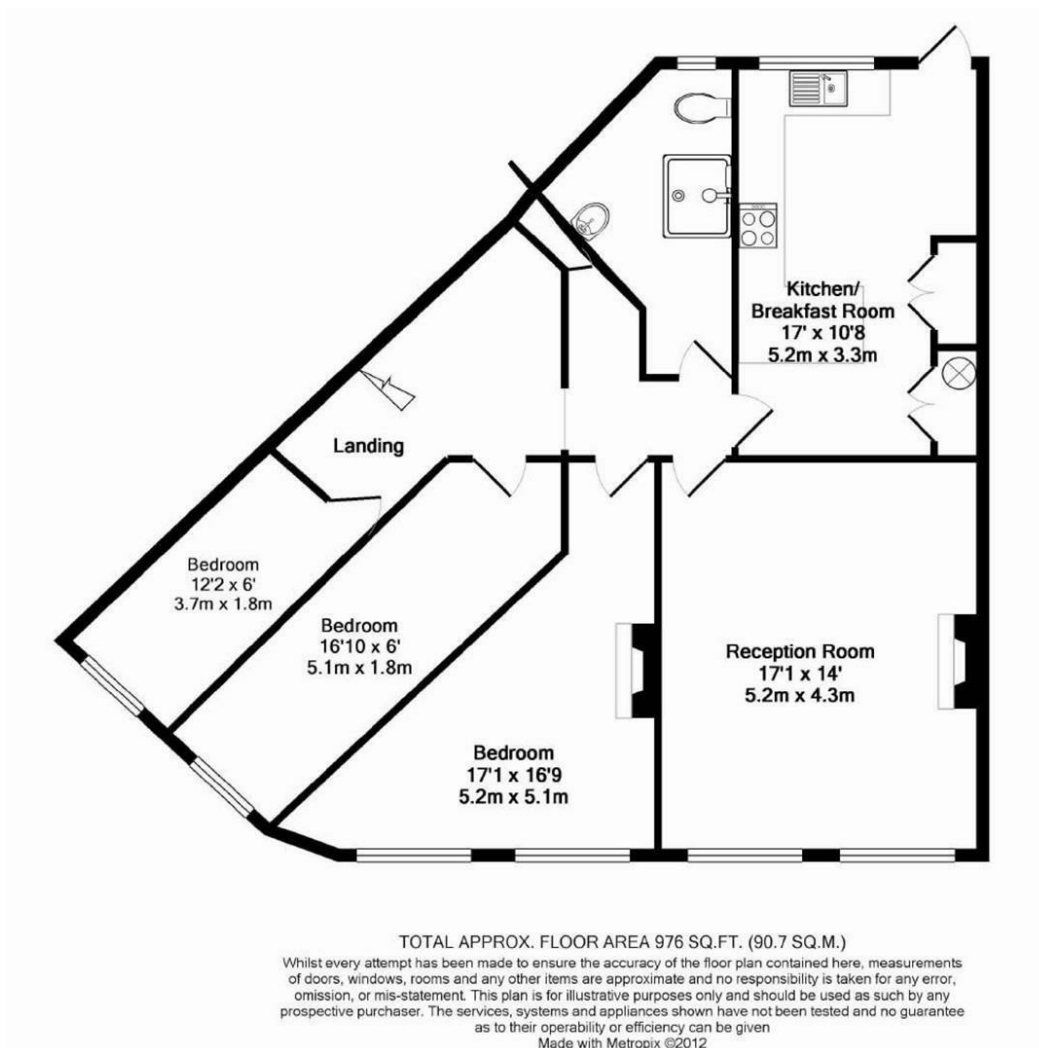 Kitchen/
Breakfast Room
17' x 10'8
5.2m x 3.3m
Landing
Bedroom
12'2 x 6'
3.7m x 1.8m
Bedroom
16'10 x 6'
5.1m x 1.8m
Reception Room
17'1 x 14'
5.2m x 4.3m
Bedroom
17'1 x 16'9
5.2m x 5.1m
TOTAL APPROX. FLOOR AREA 976 SQ.FT. (90.7 SQ.M.)
Whilst every attempt has been made to ensure the accuracy of the floor plan contained here, measurements
of doors, windows, rooms and any other items are approximate and no responsibility is taken for any error,
omission, or mis-statement. This plan is for illustrative purposes only and should be used as such by any
prospective purchaser. The services, systems and appliances shown have not been tested and no guarantee
as to their operability or efficiency can be given
Made with Metropix ©2012